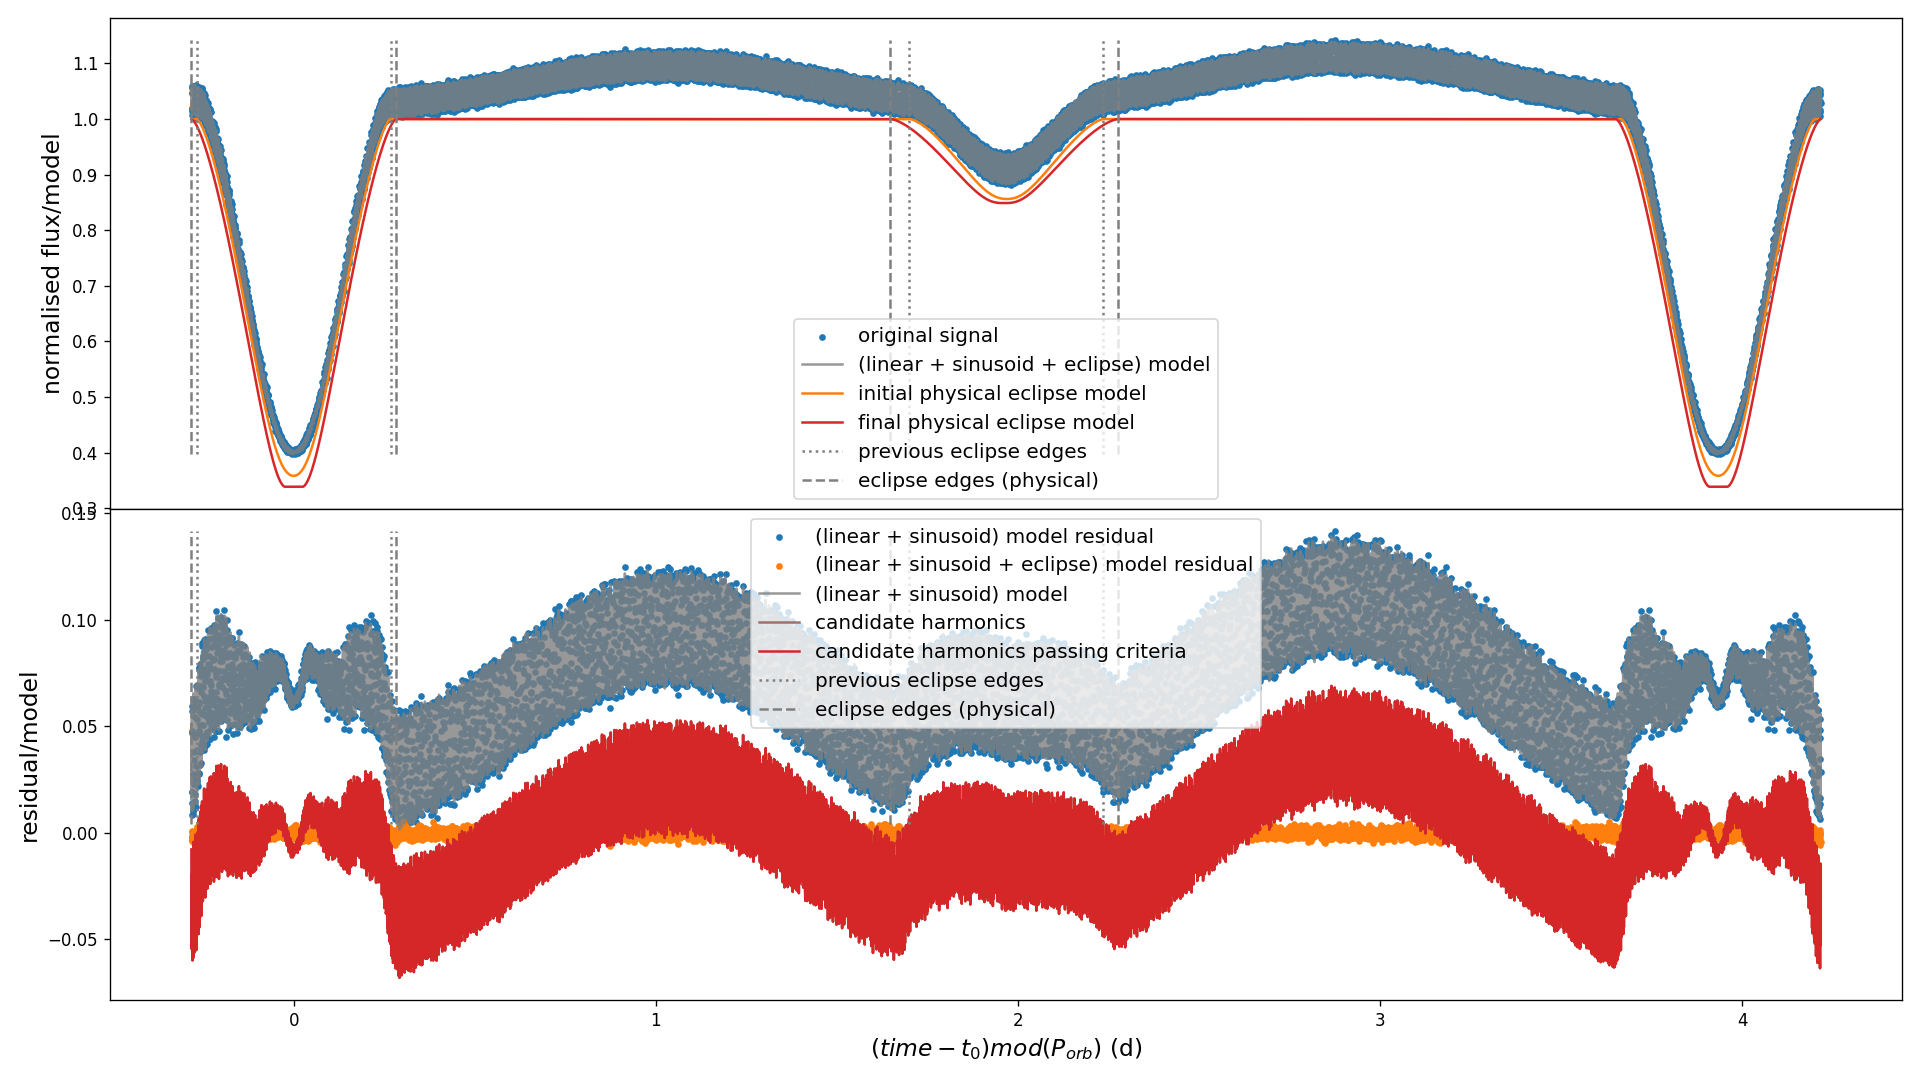 normalised flux/model
1.1
1.0
0.9
0.8
0.7
0.6
0.5
0.4
0.3
original signal
(linear + sinusoid + eclipse) model
initial physical eclipse model
final physical eclipse model
previous eclipse edges
eclipse edges (physical)
residual/model
0.15
0.10
0.05
0.00
−0.05
(linear + sinusoid) model residual
(linear + sinusoid + eclipse) model residual
(linear + sinusoid) model
candidate harmonics
candidate harmonics passing criteria
previous eclipse edges
eclipse edges (physical)
0 1 2 3 4
(time − t₀)mod(Pₒᵣb) (d)